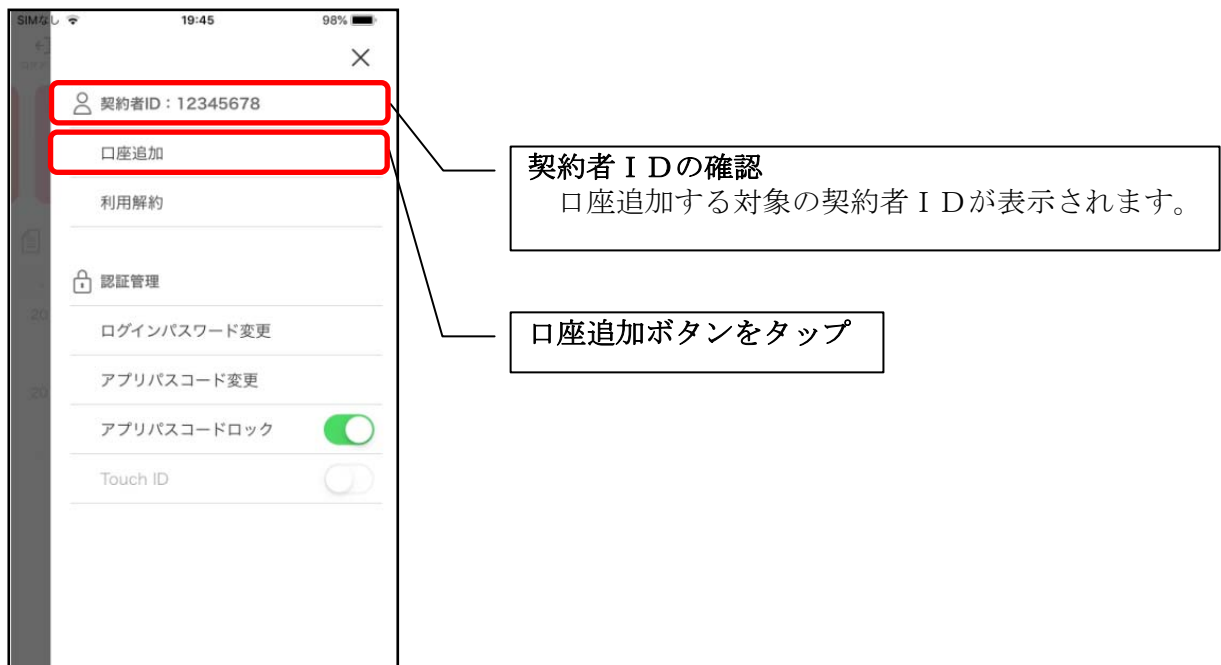 SIMなし 19:45 98%
契約者ID：12345678
口座追加
利用解約
認証管理
ログインパスワード変更
アプリパスコード変更
アプリパスコードロック
Touch ID
20
20
契約者ＩＤの確認
口座追加する対象の契約者ＩＤが表示されます。
口座追加ボタンをタップ